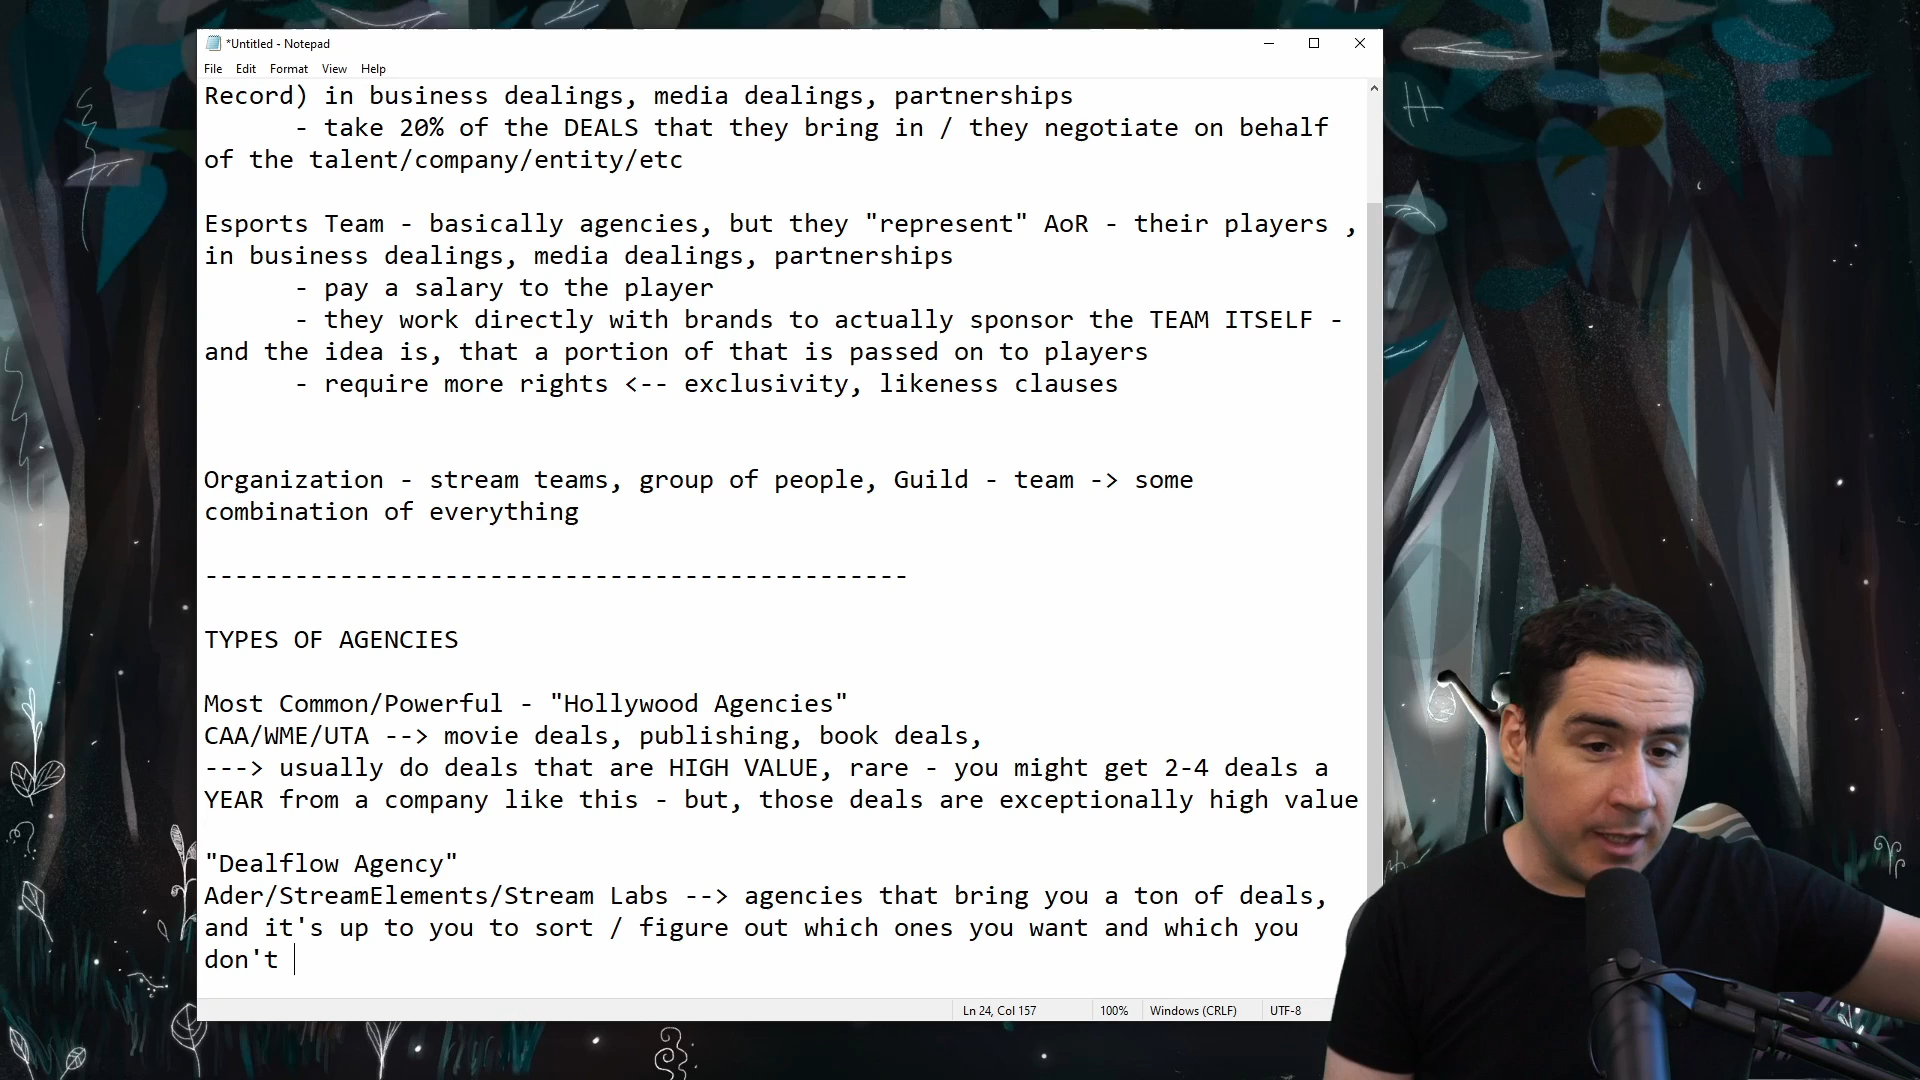 *Untitled - Notepad
File Edit Format View Help
Record) in business dealings, media dealings, partnerships
- take 20% of the DEALS that they bring in / they negotiate on behalf
of the talent/company/entity/etc
Esports Team - basically agencies, but they "represent" AoR - their players ,
in business dealings, media dealings, partnerships
- pay a salary to the player
- they work directly with brands to actually sponsor the TEAM ITSELF -
and the idea is, that a portion of that is passed on to players
- require more rights <-- exclusivity, likeness clauses
Organization - stream teams, group of people, Guild - team -> some
combination of everything
-----------------------------------------------
TYPES OF AGENCIES
Most Common/Powerful - "Hollywood Agencies"
CAA/WME/UTA --> movie deals, publishing, book deals,
---> usually do deals that are HIGH VALUE, rare - you might get 2-4 deals a
YEAR from a company like this - but, those deals are exceptionally high value
"Dealflow Agency"
Ader/StreamElements/Stream Labs --> agencies that bring you a ton of deals,
and it's up to you to sort / figure out which ones you want and which you
don't
Ln 24, Col 157 100% Windows (CRLF) UTF-8